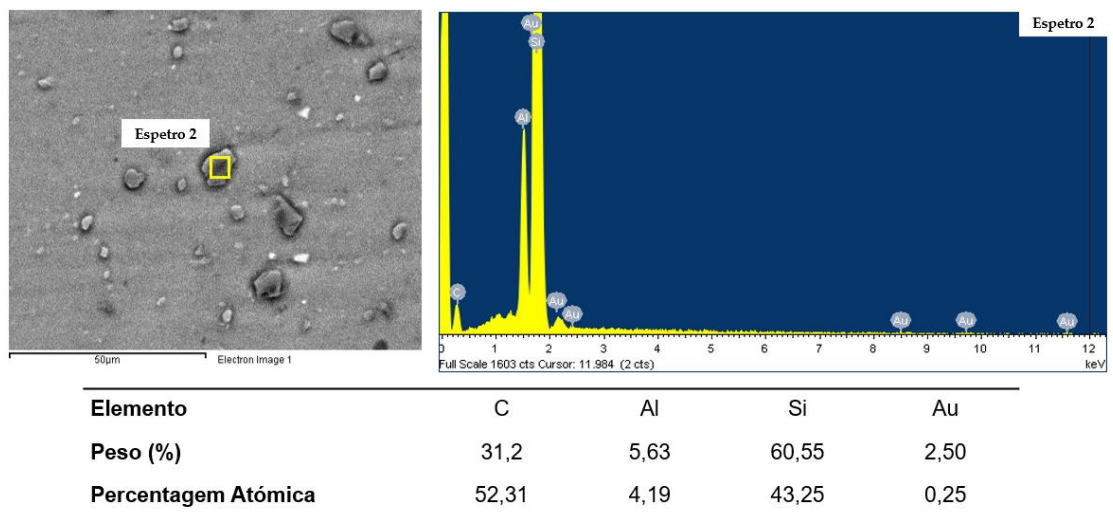 Espetro 2
50µm
Electron Image 1
Espetro 2
Au
Si
Al
C
Au
Au
Au
Au
Au
0 1 2 3 4 5 6 7 8 9 10 11 12
Full Scale 1603 cts Cursor: 11.984 (2 cts)
keV
Elemento C Al Si Au
Peso (%) 31,2 5,63 60,55 2,50
Percentagem Atómica 52,31 4,19 43,25 0,25